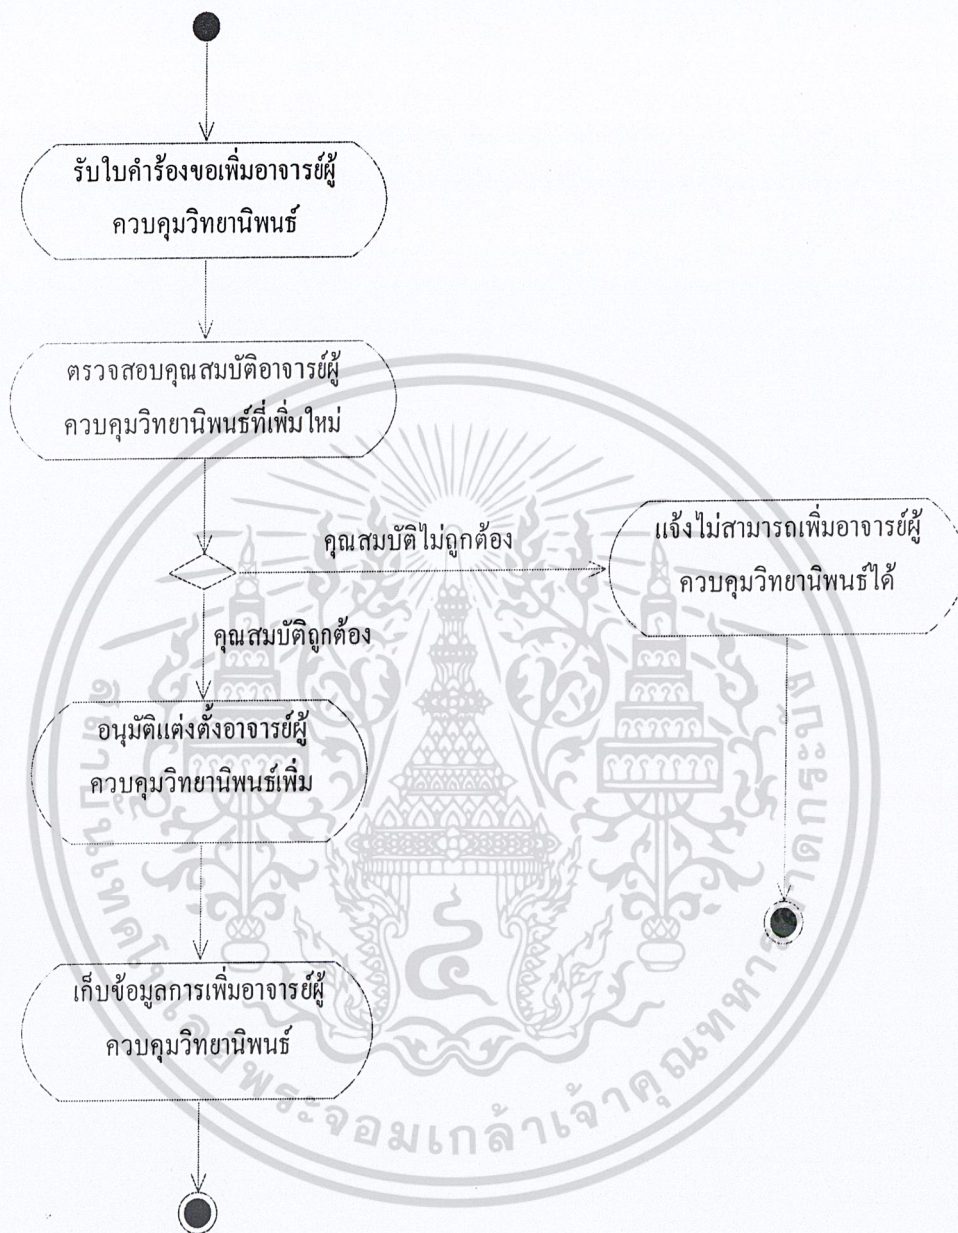 รับใบคำร้องขอเพิ่มอาจารย์ผู้
ควบคุมวิทยานิพนธ์
ตรวจสอบคุณสมบัติอาจารย์ผู้
ควบคุมวิทยานิพนธ์ที่เพิ่มใหม่
คุณสมบัติไม่ถูกต้อง
แจ้งไม่สามารถเพิ่มอาจารย์ผู้
ควบคุมวิทยานิพนธ์ได้
คุณสมบัติถูกต้อง
อนุมัติแต่งตั้งอาจารย์ผู้
ควบคุมวิทยานิพนธ์เพิ่ม
เก็บข้อมูลการเพิ่มอาจารย์ผู้
ควบคุมวิทยานิพนธ์
พระจอมเกล้าเจ้าคุณทหาร